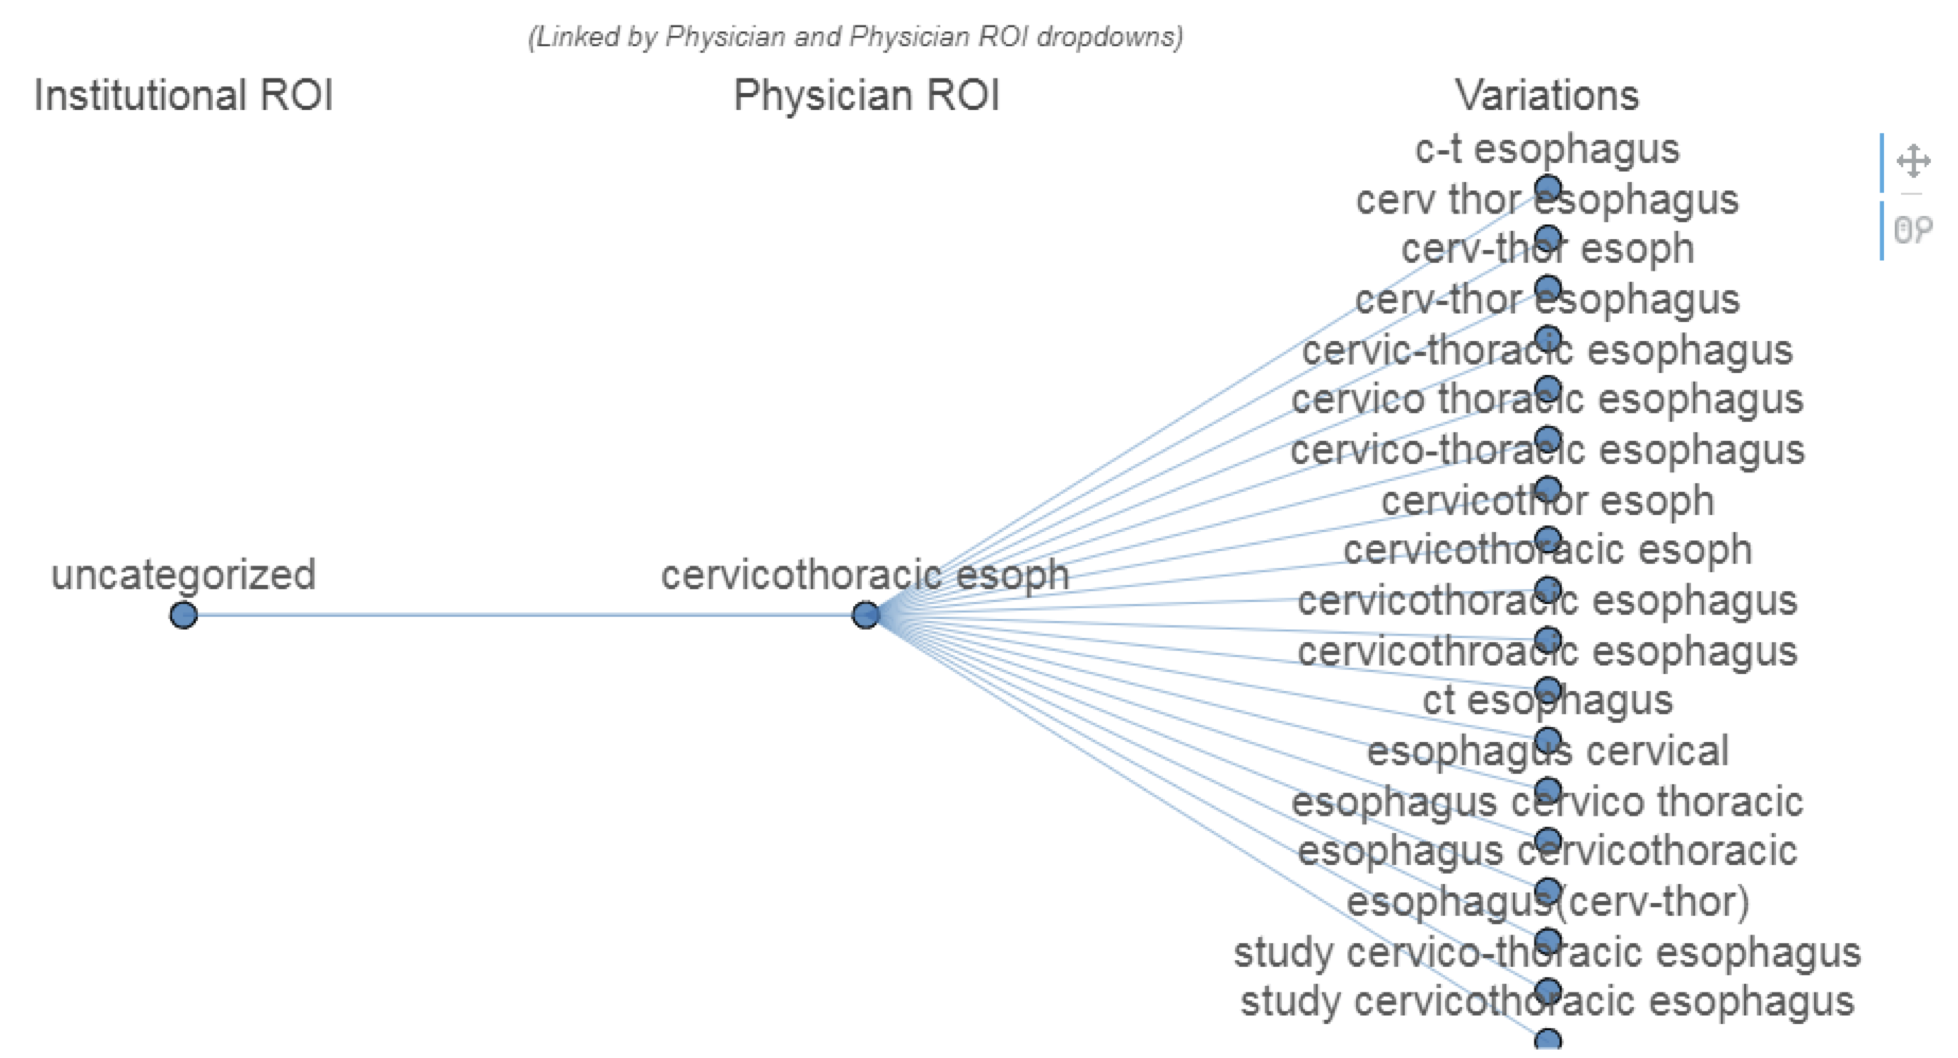 (Linked by Physician and Physician ROI dropdowns)
Institutional ROI
Physician ROI
Variations
c-t esophagus
cerv thor esophagus
cerv-thor esoph
cerv-thor esophagus
cervic-thoracic esophagus
cervico thoracic esophagus
cervico-thoracic esophagus
cervicothor esoph
cervicothoracic esoph
cervicothoracic esophagus
cervicothroacic esophagus
ct esophagus
esophagus cervical
esophagus cervico thoracic
esophagus cervicothoracic
esophagus(cerv-thor)
study cervico-thoracic esophagus
study cervicothoracic esophagus
uncategorized
cervicothoracic esoph